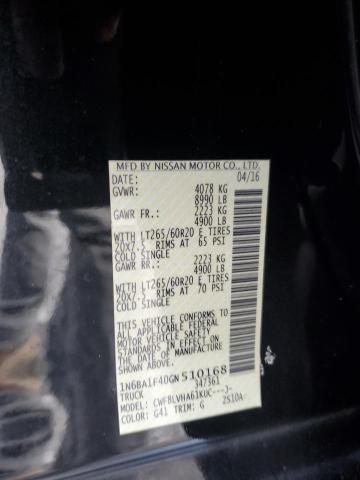 MFD BY NISSAN MOTOR CO., LTD.
DATE: 04/16
GVWR: 4078 KG
8990 LB
GAWR FR.: 2223 KG
4900 LB
WITH LT265/60R20 E TIRES
20X7.5 RIMS AT 65 PSI
COLD SINGLE
GAWR RR.: 2223 KG
4900 LB
WITH LT265/60R20 E TIRES
20X7.5 RIMS AT 70 PSI
COLD SINGLE
THIS VEHICLE CONFORMS TO
ALL APPLICABLE FEDERAL
MOTOR VEHICLE SAFETY
STANDARDS IN EFFECT ON
THE DATE OF MANUFACTURE
SHOWN ABOVE.
1N6BA1F40GN510168
TRUCK 347361
MODEL: CWF8LVHA61KUC---J-
COLOR: G41 TRIM: G 2S10A